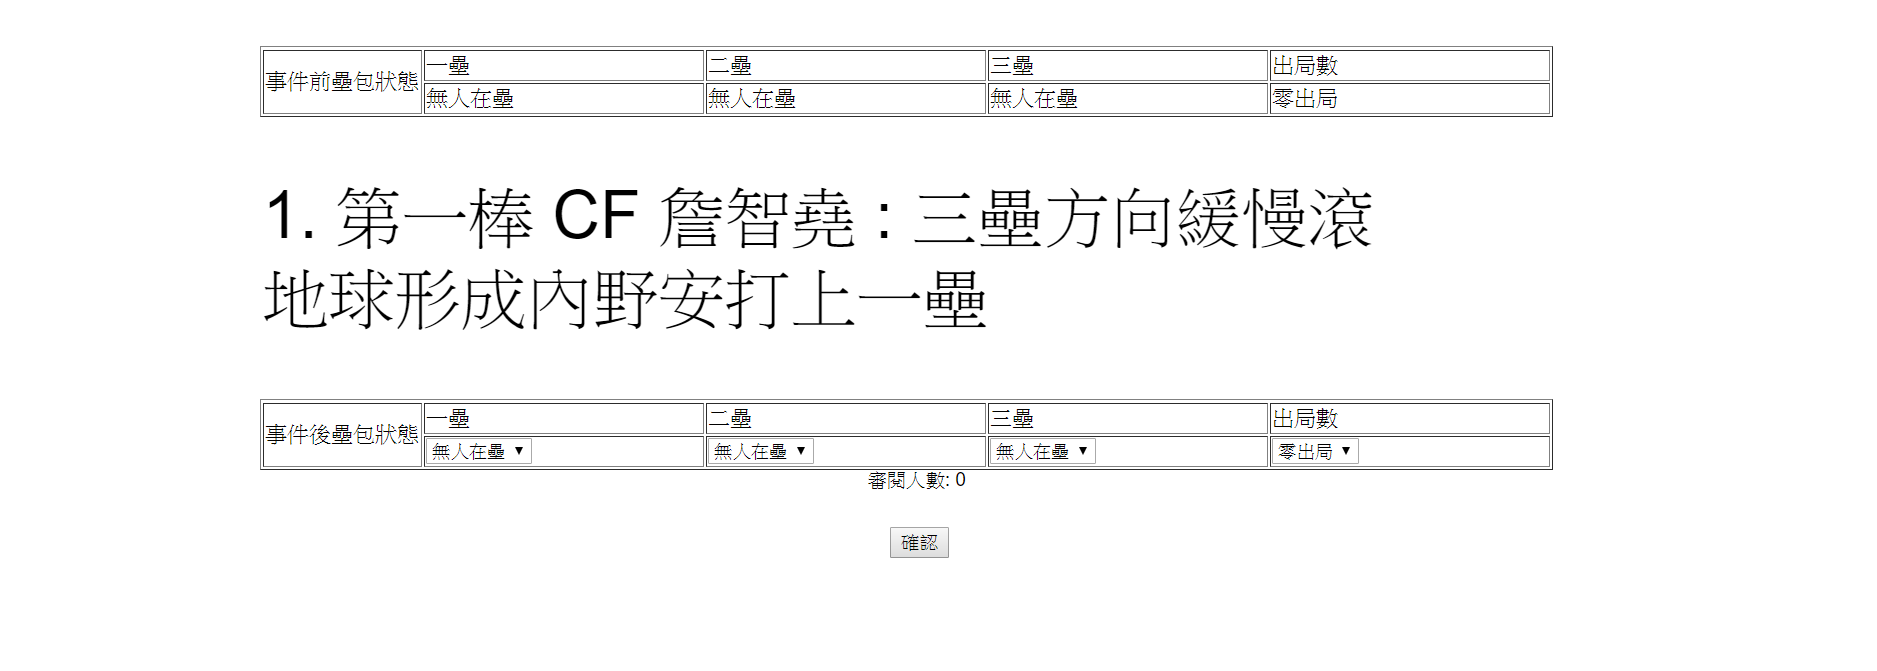 事件前壘包狀態 一壘 二壘 三壘 出局數
無人在壘 無人在壘 無人在壘 零出局
1. 第一棒 CF 詹智堯 : 三壘方向緩慢滾
地球形成內野安打上一壘
事件後壘包狀態 一壘 二壘 三壘 出局數
無人在壘 無人在壘 無人在壘 零出局
審閱人數: 0
確認